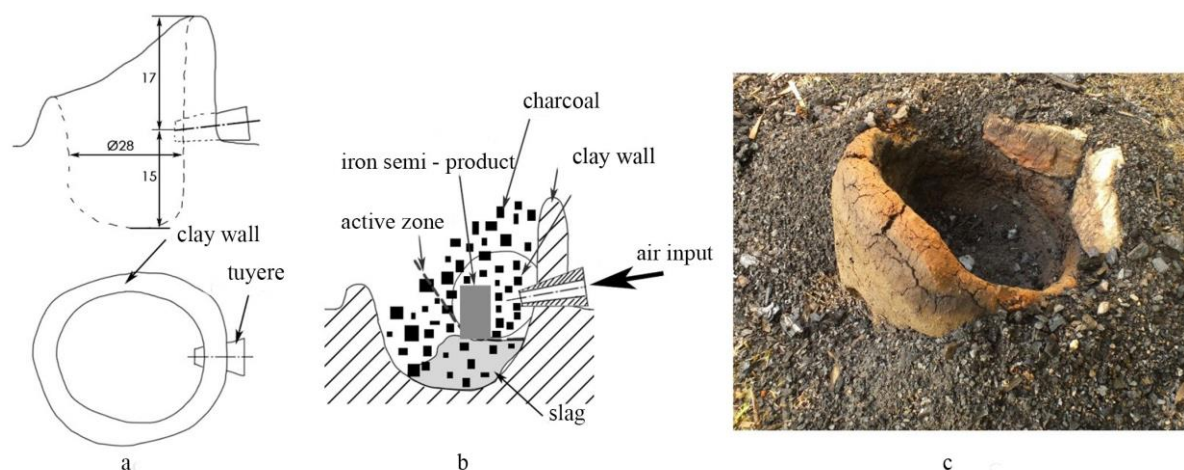 17
Ø28
15
clay wall
tuyere
a
charcoal
iron semi - product
clay wall
active zone
air input
slag
b
c